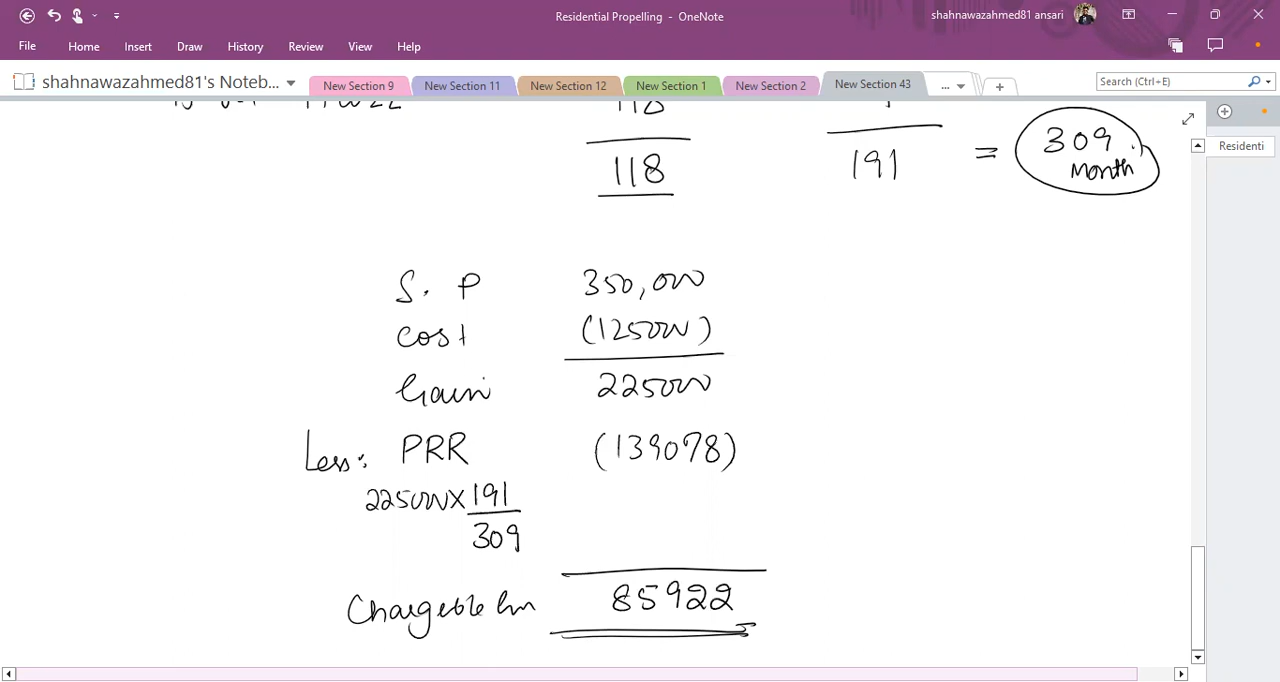 Residential Propelling - OneNote
shahnawazahmed81 ansari
File Home Insert Draw History Review View Help
shahnawazahmed81's Noteb...
New Section 9 New Section 11 New Section 12 New Section 1 New Section 2 New Section 43 ...
Search (Ctrl+E)
Residenti
118
191 = 309 Month
118
S. P 350,000
Cost (125000)
Gain 225000
Less: PRR (139078)
225000 x 191
309
Chargeable 85922